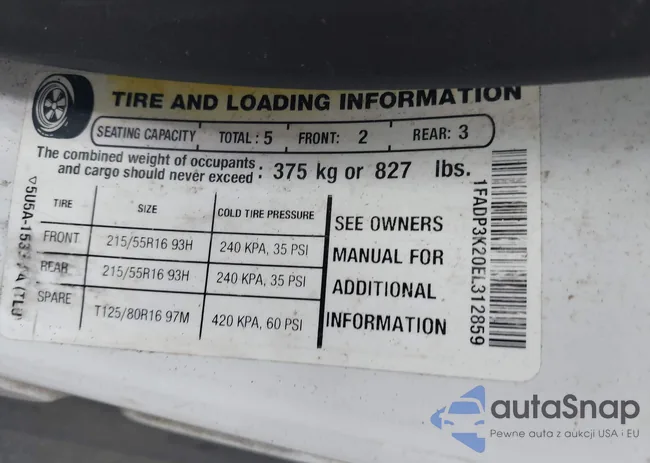 TIRE AND LOADING INFORMATION
SEATING CAPACITY TOTAL : 5 FRONT: 2 REAR: 3
The combined weight of occupants
and cargo should never exceed : 375 kg or 827 lbs.
TIRE SIZE COLD TIRE PRESSURE
FRONT 215/55R16 93H 240 KPA, 35 PSI
REAR 215/55R16 93H 240 KPA, 35 PSI
SPARE T125/80R16 97M 420 KPA, 60 PSI
SEE OWNERS
MANUAL FOR
ADDITIONAL
INFORMATION
1FADP3K20EL312859
autaSnap
Pewne auta z aukcji USA i EU